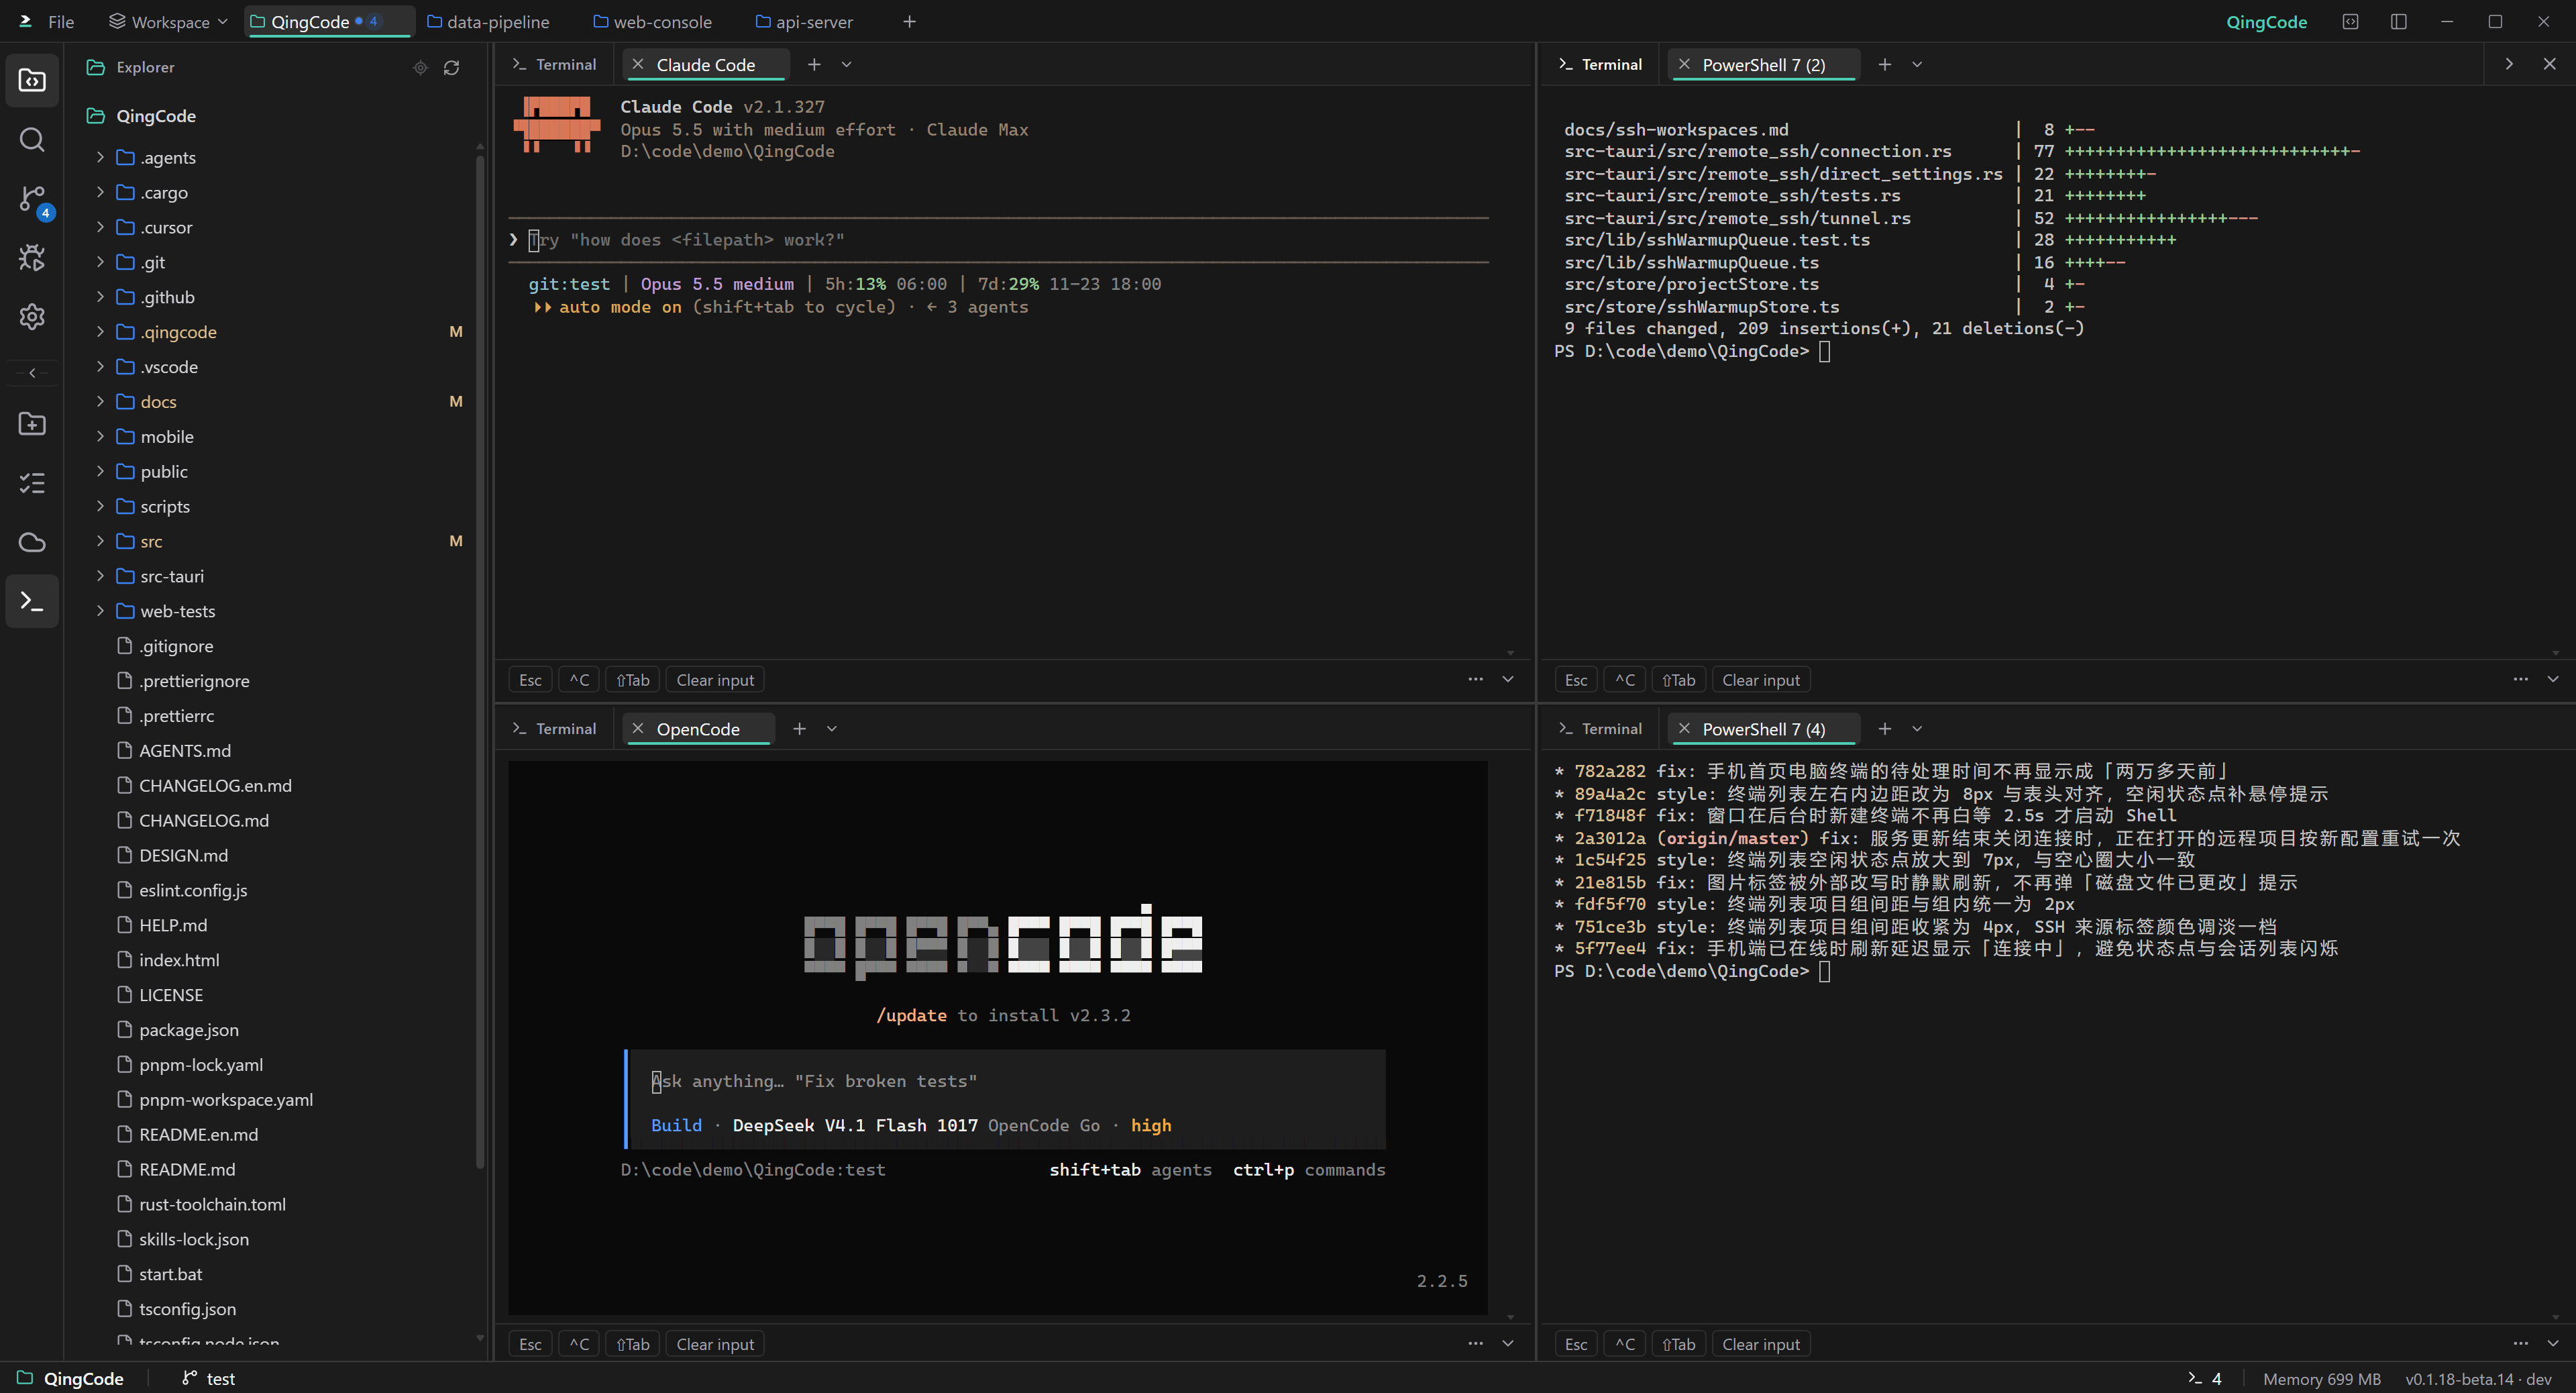 File Workspace QingCode 4 data-pipeline web-console api-server + QingCode
Explorer
QingCode
.agents
.cargo
.cursor
.git
.github
.qingcode M
.vscode
docs M
mobile
public
scripts
src M
src-tauri
web-tests
.gitignore
.prettierignore
.prettierrc
AGENTS.md
CHANGELOG.en.md
CHANGELOG.md
DESIGN.md
eslint.config.js
HELP.md
index.html
LICENSE
package.json
pnpm-lock.yaml
pnpm-workspace.yaml
README.en.md
README.md
rust-toolchain.toml
skills-lock.json
start.bat
tsconfig.json
tsconfig.node.json
4
Terminal Claude Code
Claude Code v2.1.327
Opus 5.5 with medium effort · Claude Max
D:\code\demo\QingCode
❯ Try "how does <filepath> work?"
git:test | Opus 5.5 medium | 5h:13% 06:00 | 7d:29% 11-23 18:00
⏵⏵ auto mode on (shift+tab to cycle) · ← 3 agents
Esc ^C ⇧Tab Clear input
Terminal PowerShell 7 (2)
docs/ssh-workspaces.md | 8 +--
src-tauri/src/remote_ssh/connection.rs | 77 ++++++++++++++++++++++++++++-
src-tauri/src/remote_ssh/direct_settings.rs | 22 ++++++++-
src-tauri/src/remote_ssh/tests.rs | 21 ++++++++
src-tauri/src/remote_ssh/tunnel.rs | 52 ++++++++++++++++---
src/lib/sshWarmupQueue.test.ts | 28 +++++++++++
src/lib/sshWarmupQueue.ts | 16 ++++--
src/store/projectStore.ts | 4 +-
src/store/sshWarmupStore.ts | 2 +-
9 files changed, 209 insertions(+), 21 deletions(-)
PS D:\code\demo\QingCode>
Esc ^C ⇧Tab Clear input
Terminal OpenCode
opencode
/update to install v2.3.2
Ask anything… "Fix broken tests"
Build · DeepSeek V4.1 Flash 1017 OpenCode Go · high
D:\code\demo\QingCode:test shift+tab agents ctrl+p commands
2.2.5
Esc ^C ⇧Tab Clear input
Terminal PowerShell 7 (4)
* 782a282 fix: 手机首页电脑终端的待处理时间不再显示成「两万多天前」
* 89a4a2c style: 终端列表左右内边距改为 8px 与表头对齐，空闲状态点补悬停提示
* f71848f fix: 窗口在后台时新建终端不再白等 2.5s 才启动 Shell
* 2a3012a (origin/master) fix: 服务更新结束关闭连接时，正在打开的远程项目按新配置重试一次
* 1c54f25 style: 终端列表空闲状态点放大到 7px，与空心圈大小一致
* 21e815b fix: 图片标签被外部改写时静默刷新，不再弹「磁盘文件已更改」提示
* fdf5f70 style: 终端列表项目组间距与组内统一为 2px
* 751ce3b style: 终端列表项目组间距收紧为 4px，SSH 来源标签颜色调淡一档
* 5f77ee4 fix: 手机端已在线时刷新延迟显示「连接中」，避免状态点与会话列表闪烁
PS D:\code\demo\QingCode>
Esc ^C ⇧Tab Clear input
QingCode test 4 Memory 699 MB v0.1.18-beta.14 · dev